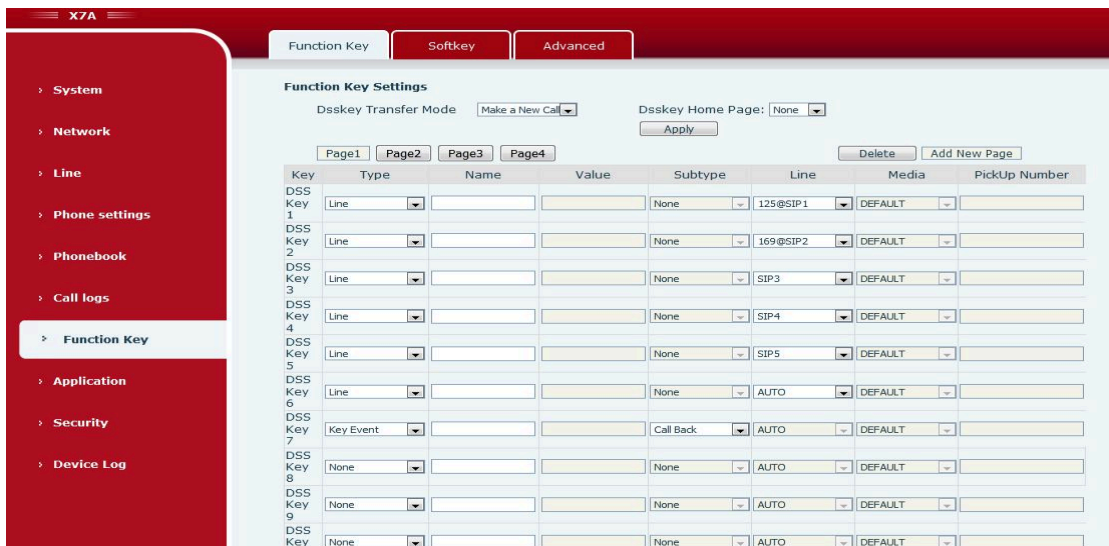 X7A
Function Key Softkey Advanced
System
Network
Line
Phone settings
Phonebook
Call logs
Function Key
Application
Security
Device Log
Function Key Settings
Dsskey Transfer Mode Make a New Call Dsskey Home Page: None
Apply
Page1 Page2 Page3 Page4 Delete Add New Page
Key Type Name Value Subtype Line Media PickUp Number
DSS Key 1 Line None 125@SIP1 DEFAULT
DSS Key 2 Line None 169@SIP2 DEFAULT
DSS Key 3 Line None SIP3 DEFAULT
DSS Key 4 Line None SIP4 DEFAULT
DSS Key 5 Line None SIP5 DEFAULT
DSS Key 6 Line None AUTO DEFAULT
DSS Key 7 Key Event Call Back AUTO DEFAULT
DSS Key 8 None None AUTO DEFAULT
DSS Key 9 None None AUTO DEFAULT
DSS Key None None AUTO DEFAULT